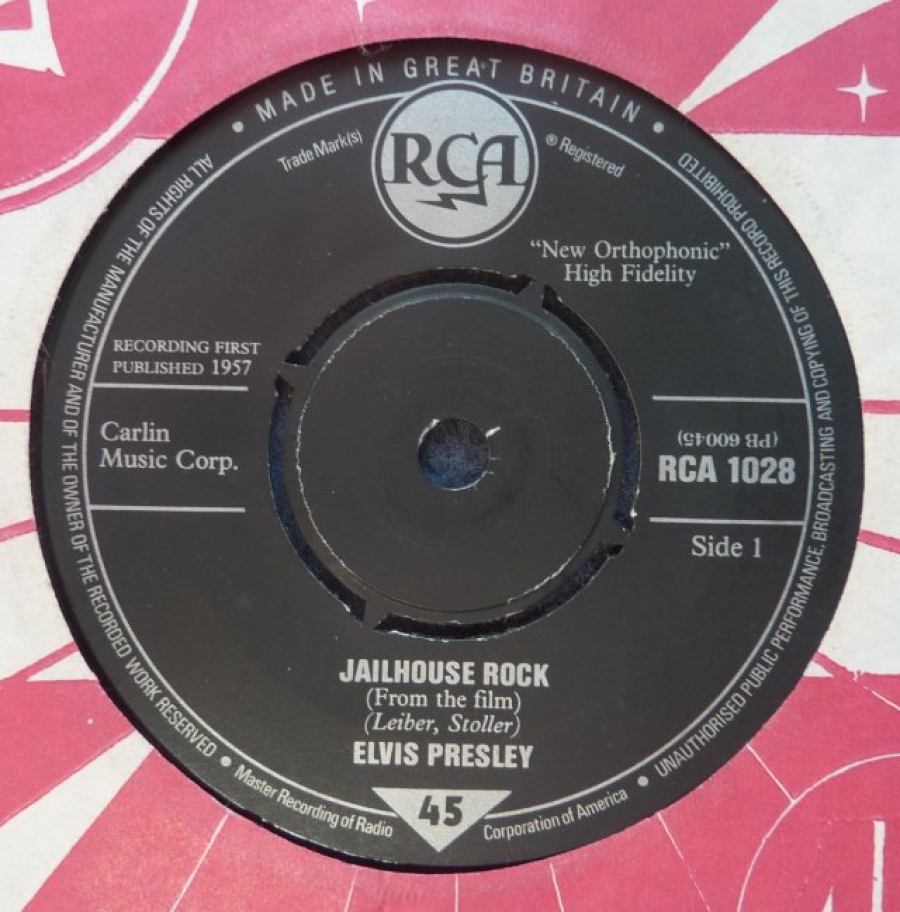 MADE IN GREAT BRITAIN
Trade Mark(s)
RCA
® Registered
"New Orthophonic"
High Fidelity
RECORDING FIRST
PUBLISHED 1957
Carlin
Music Corp.
(PB 60045)
RCA 1028
Side 1
JAILHOUSE ROCK
(From the film)
(Leiber, Stoller)
ELVIS PRESLEY
45
Master Recording of Radio Corporation of America
ALL RIGHTS OF THE MANUFACTURER AND OF THE OWNER OF THE RECORDED WORK RESERVED • UNAUTHORISED PUBLIC PERFORMANCE, BROADCASTING AND COPYING OF THIS RECORD PROHIBITED